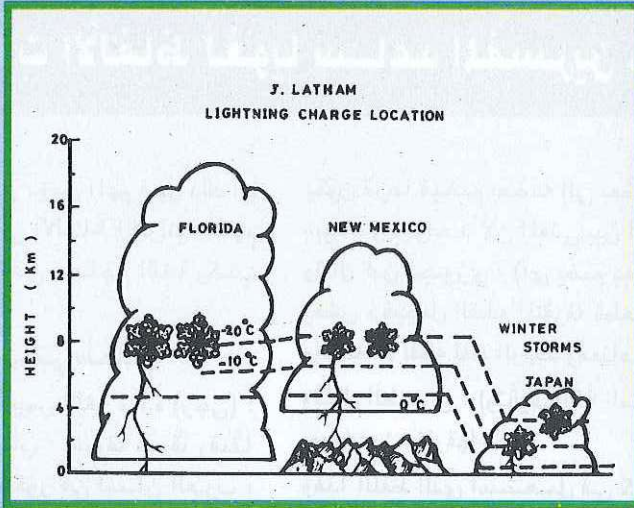 J. LATHAM
LIGHTNING CHARGE LOCATION
HEIGHT ( Km )
20
16
12
8
4
0
FLORIDA
NEW MEXICO
WINTER
STORMS
JAPAN
-20°C
-10°C
0°C